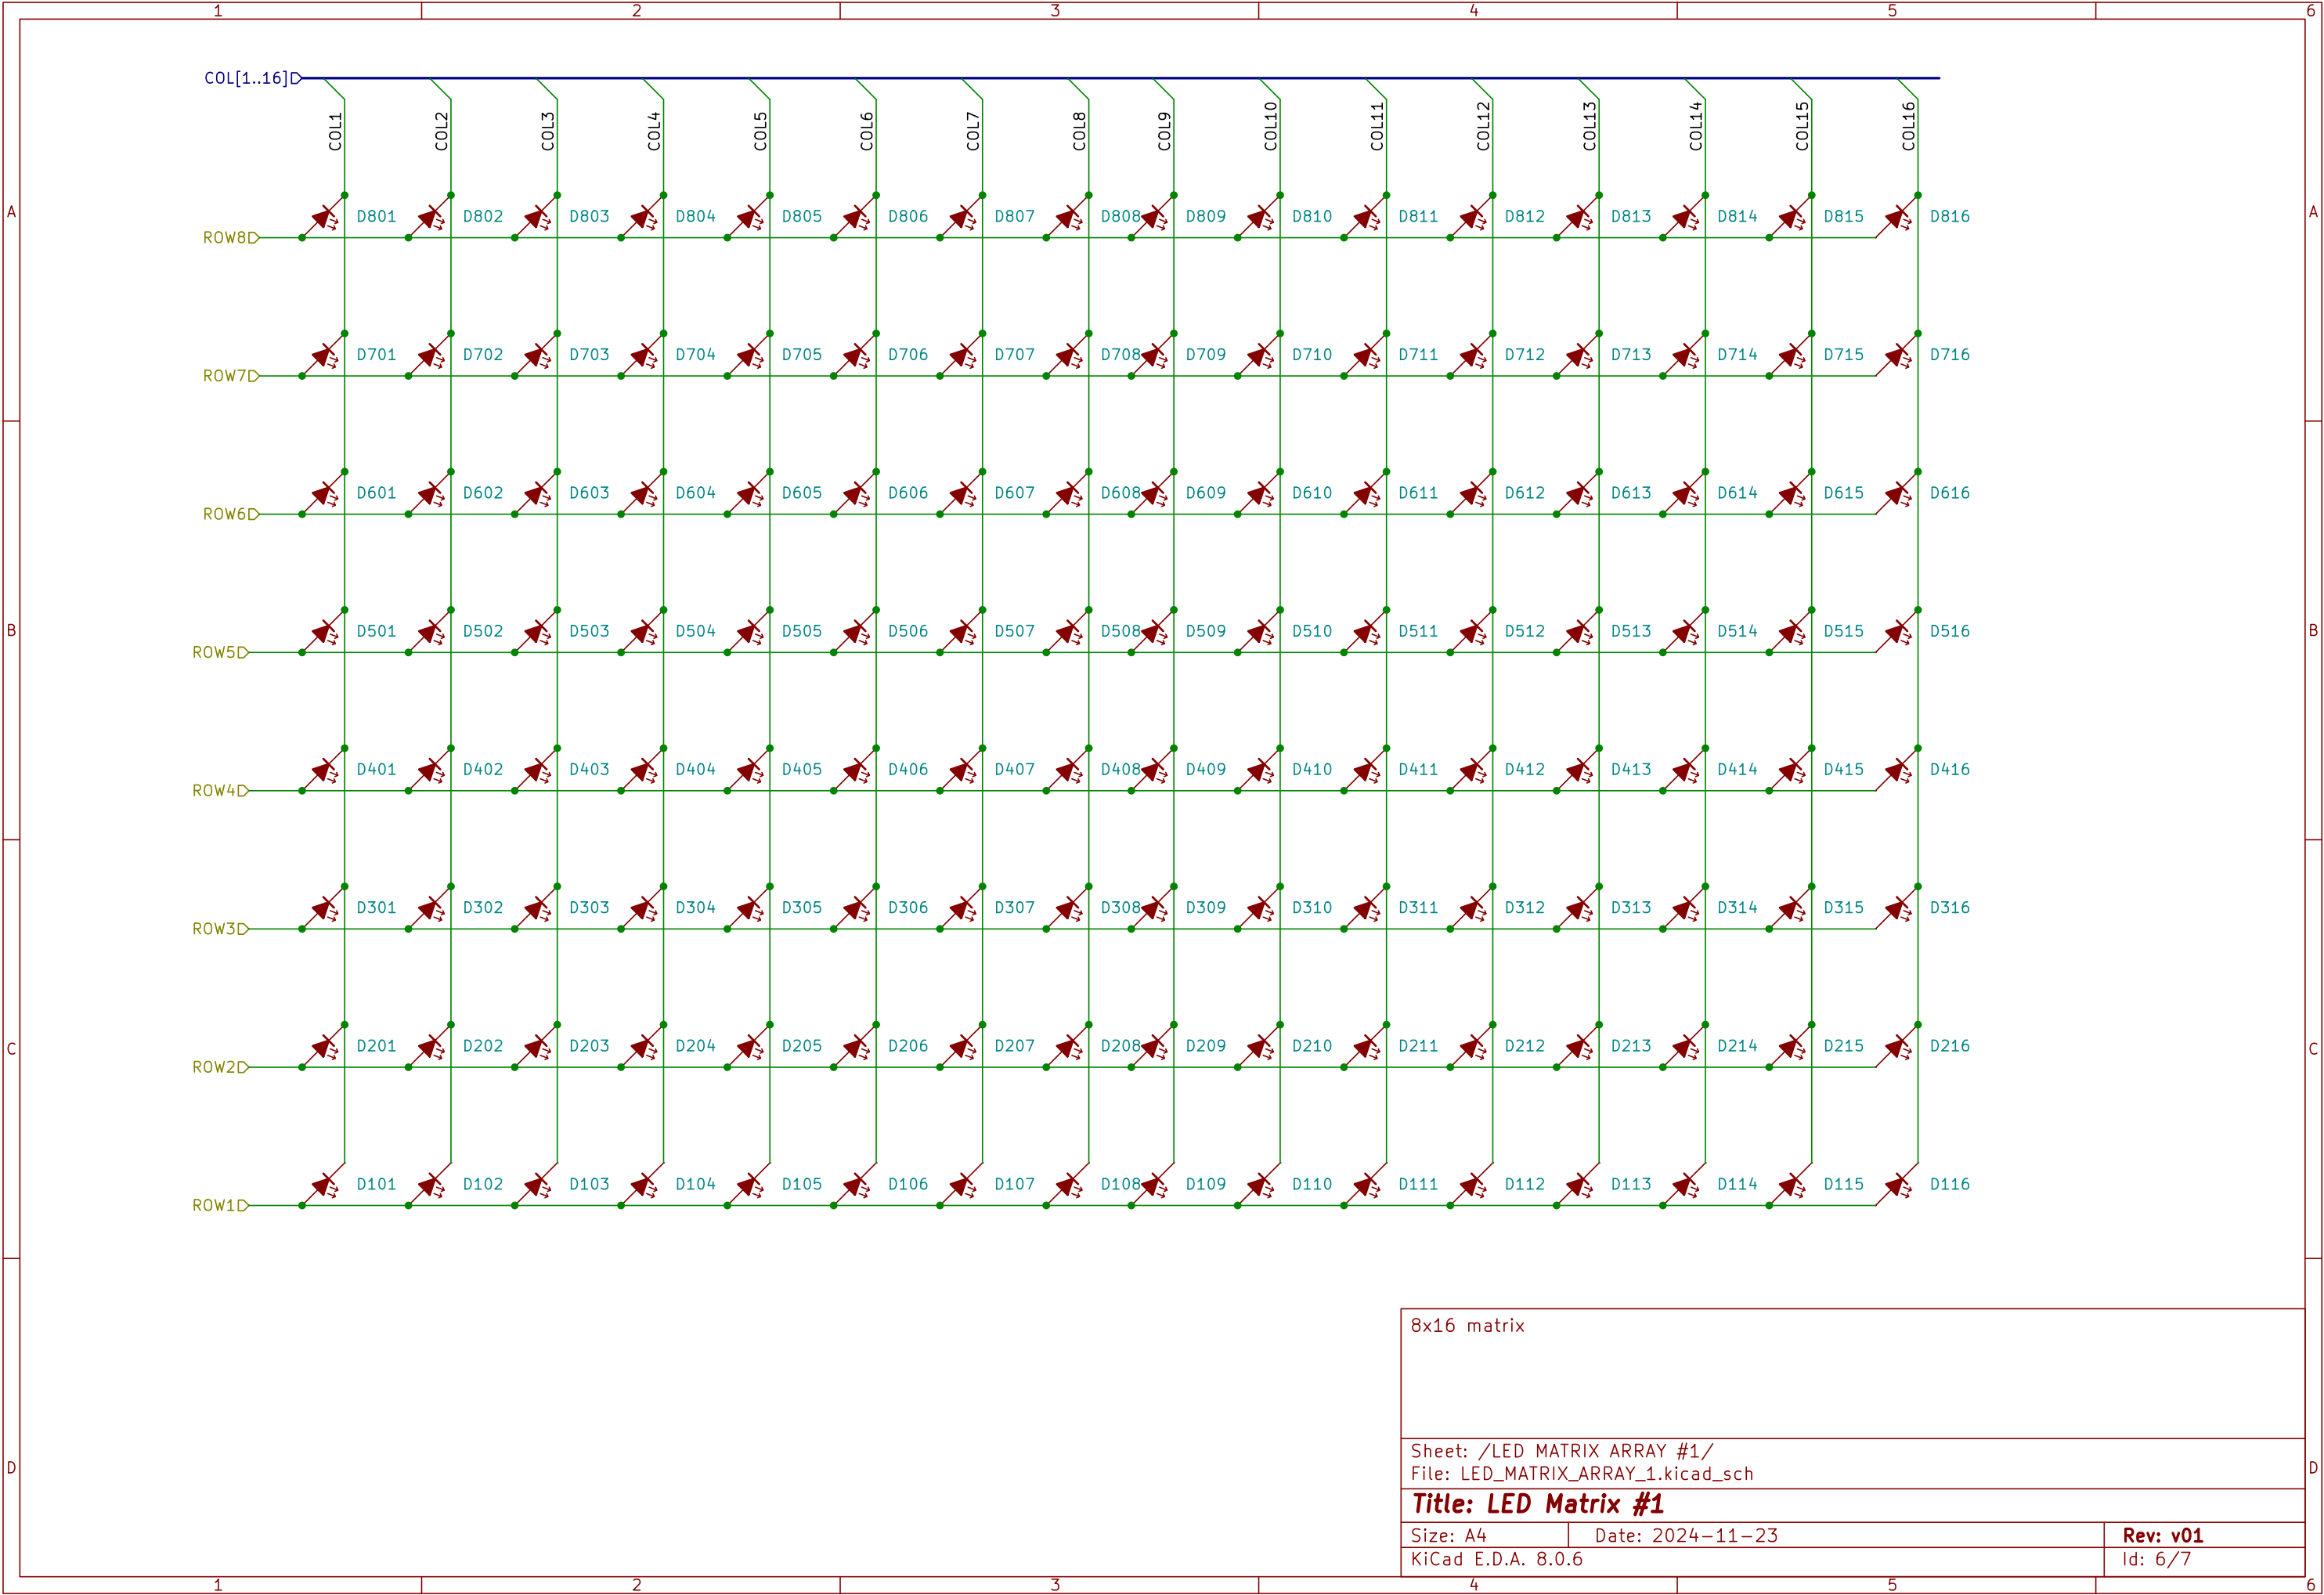 1 2 3 4 5 6
COL[1..16]
COL1 COL2 COL3 COL4 COL5 COL6 COL7 COL8 COL9 COL10 COL11 COL12 COL13 COL14 COL15 COL16
A D801 D802 D803 D804 D805 D806 D807 D808 D809 D810 D811 D812 D813 D814 D815 D816 A
ROW8
D701 D702 D703 D704 D705 D706 D707 D708 D709 D710 D711 D712 D713 D714 D715 D716
ROW7
D601 D602 D603 D604 D605 D606 D607 D608 D609 D610 D611 D612 D613 D614 D615 D616
ROW6
B D501 D502 D503 D504 D505 D506 D507 D508 D509 D510 D511 D512 D513 D514 D515 D516 B
ROW5
D401 D402 D403 D404 D405 D406 D407 D408 D409 D410 D411 D412 D413 D414 D415 D416
ROW4
D301 D302 D303 D304 D305 D306 D307 D308 D309 D310 D311 D312 D313 D314 D315 D316
ROW3
C D201 D202 D203 D204 D205 D206 D207 D208 D209 D210 D211 D212 D213 D214 D215 D216 C
ROW2
D101 D102 D103 D104 D105 D106 D107 D108 D109 D110 D111 D112 D113 D114 D115 D116
ROW1
8x16 matrix
Sheet: /LED MATRIX ARRAY #1/
D File: LED_MATRIX_ARRAY_1.kicad_sch D
Title: LED Matrix #1
Size: A4 Date: 2024-11-23 Rev: v01
KiCad E.D.A. 8.0.6 Id: 6/7
1 2 3 4 5 6